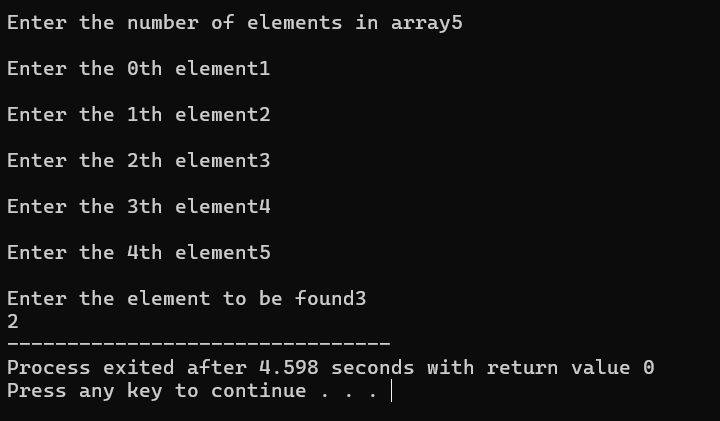 Enter the number of elements in array5
Enter the 0th element1
Enter the 1th element2
Enter the 2th element3
Enter the 3th element4
Enter the 4th element5
Enter the element to be found3
2
--------------------------------
Process exited after 4.598 seconds with return value 0
Press any key to continue . . .